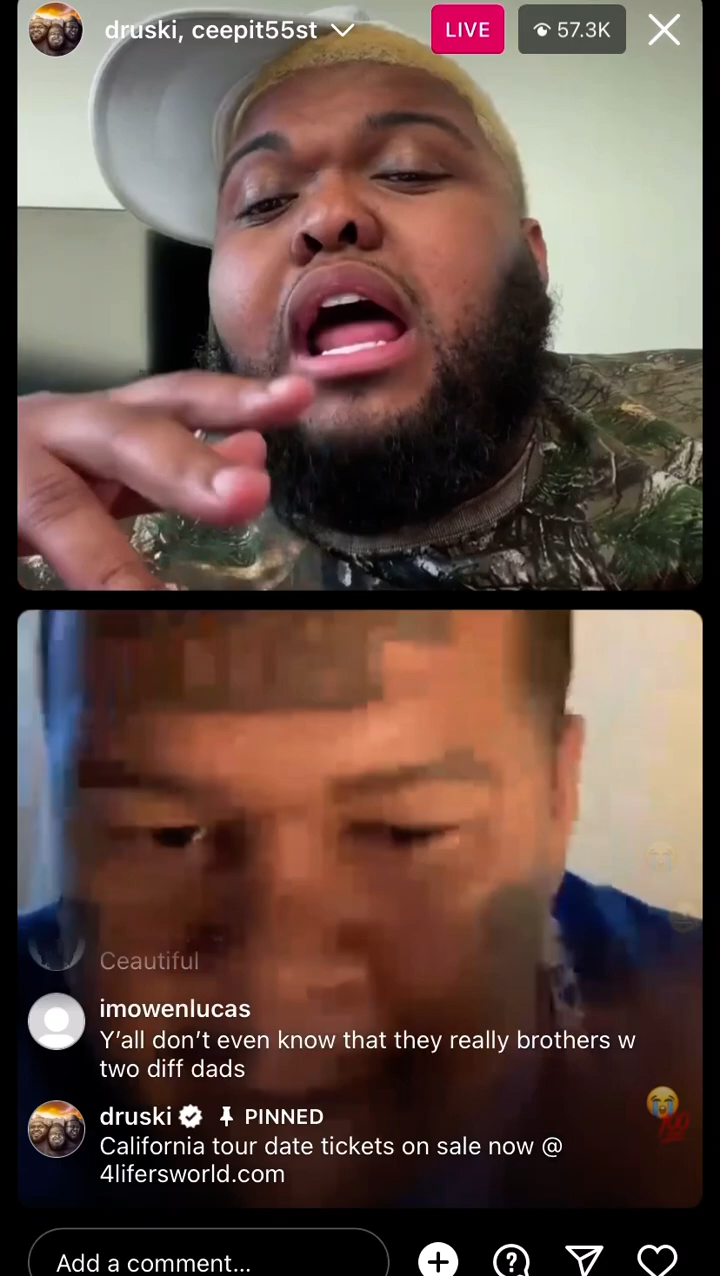 druski, ceepit55st
LIVE
57.3K
Ceautiful
imowenlucas
Y’all don’t even know that they really brothers w
two diff dads
druski PINNED
California tour date tickets on sale now @
4lifersworld.com
Add a comment...